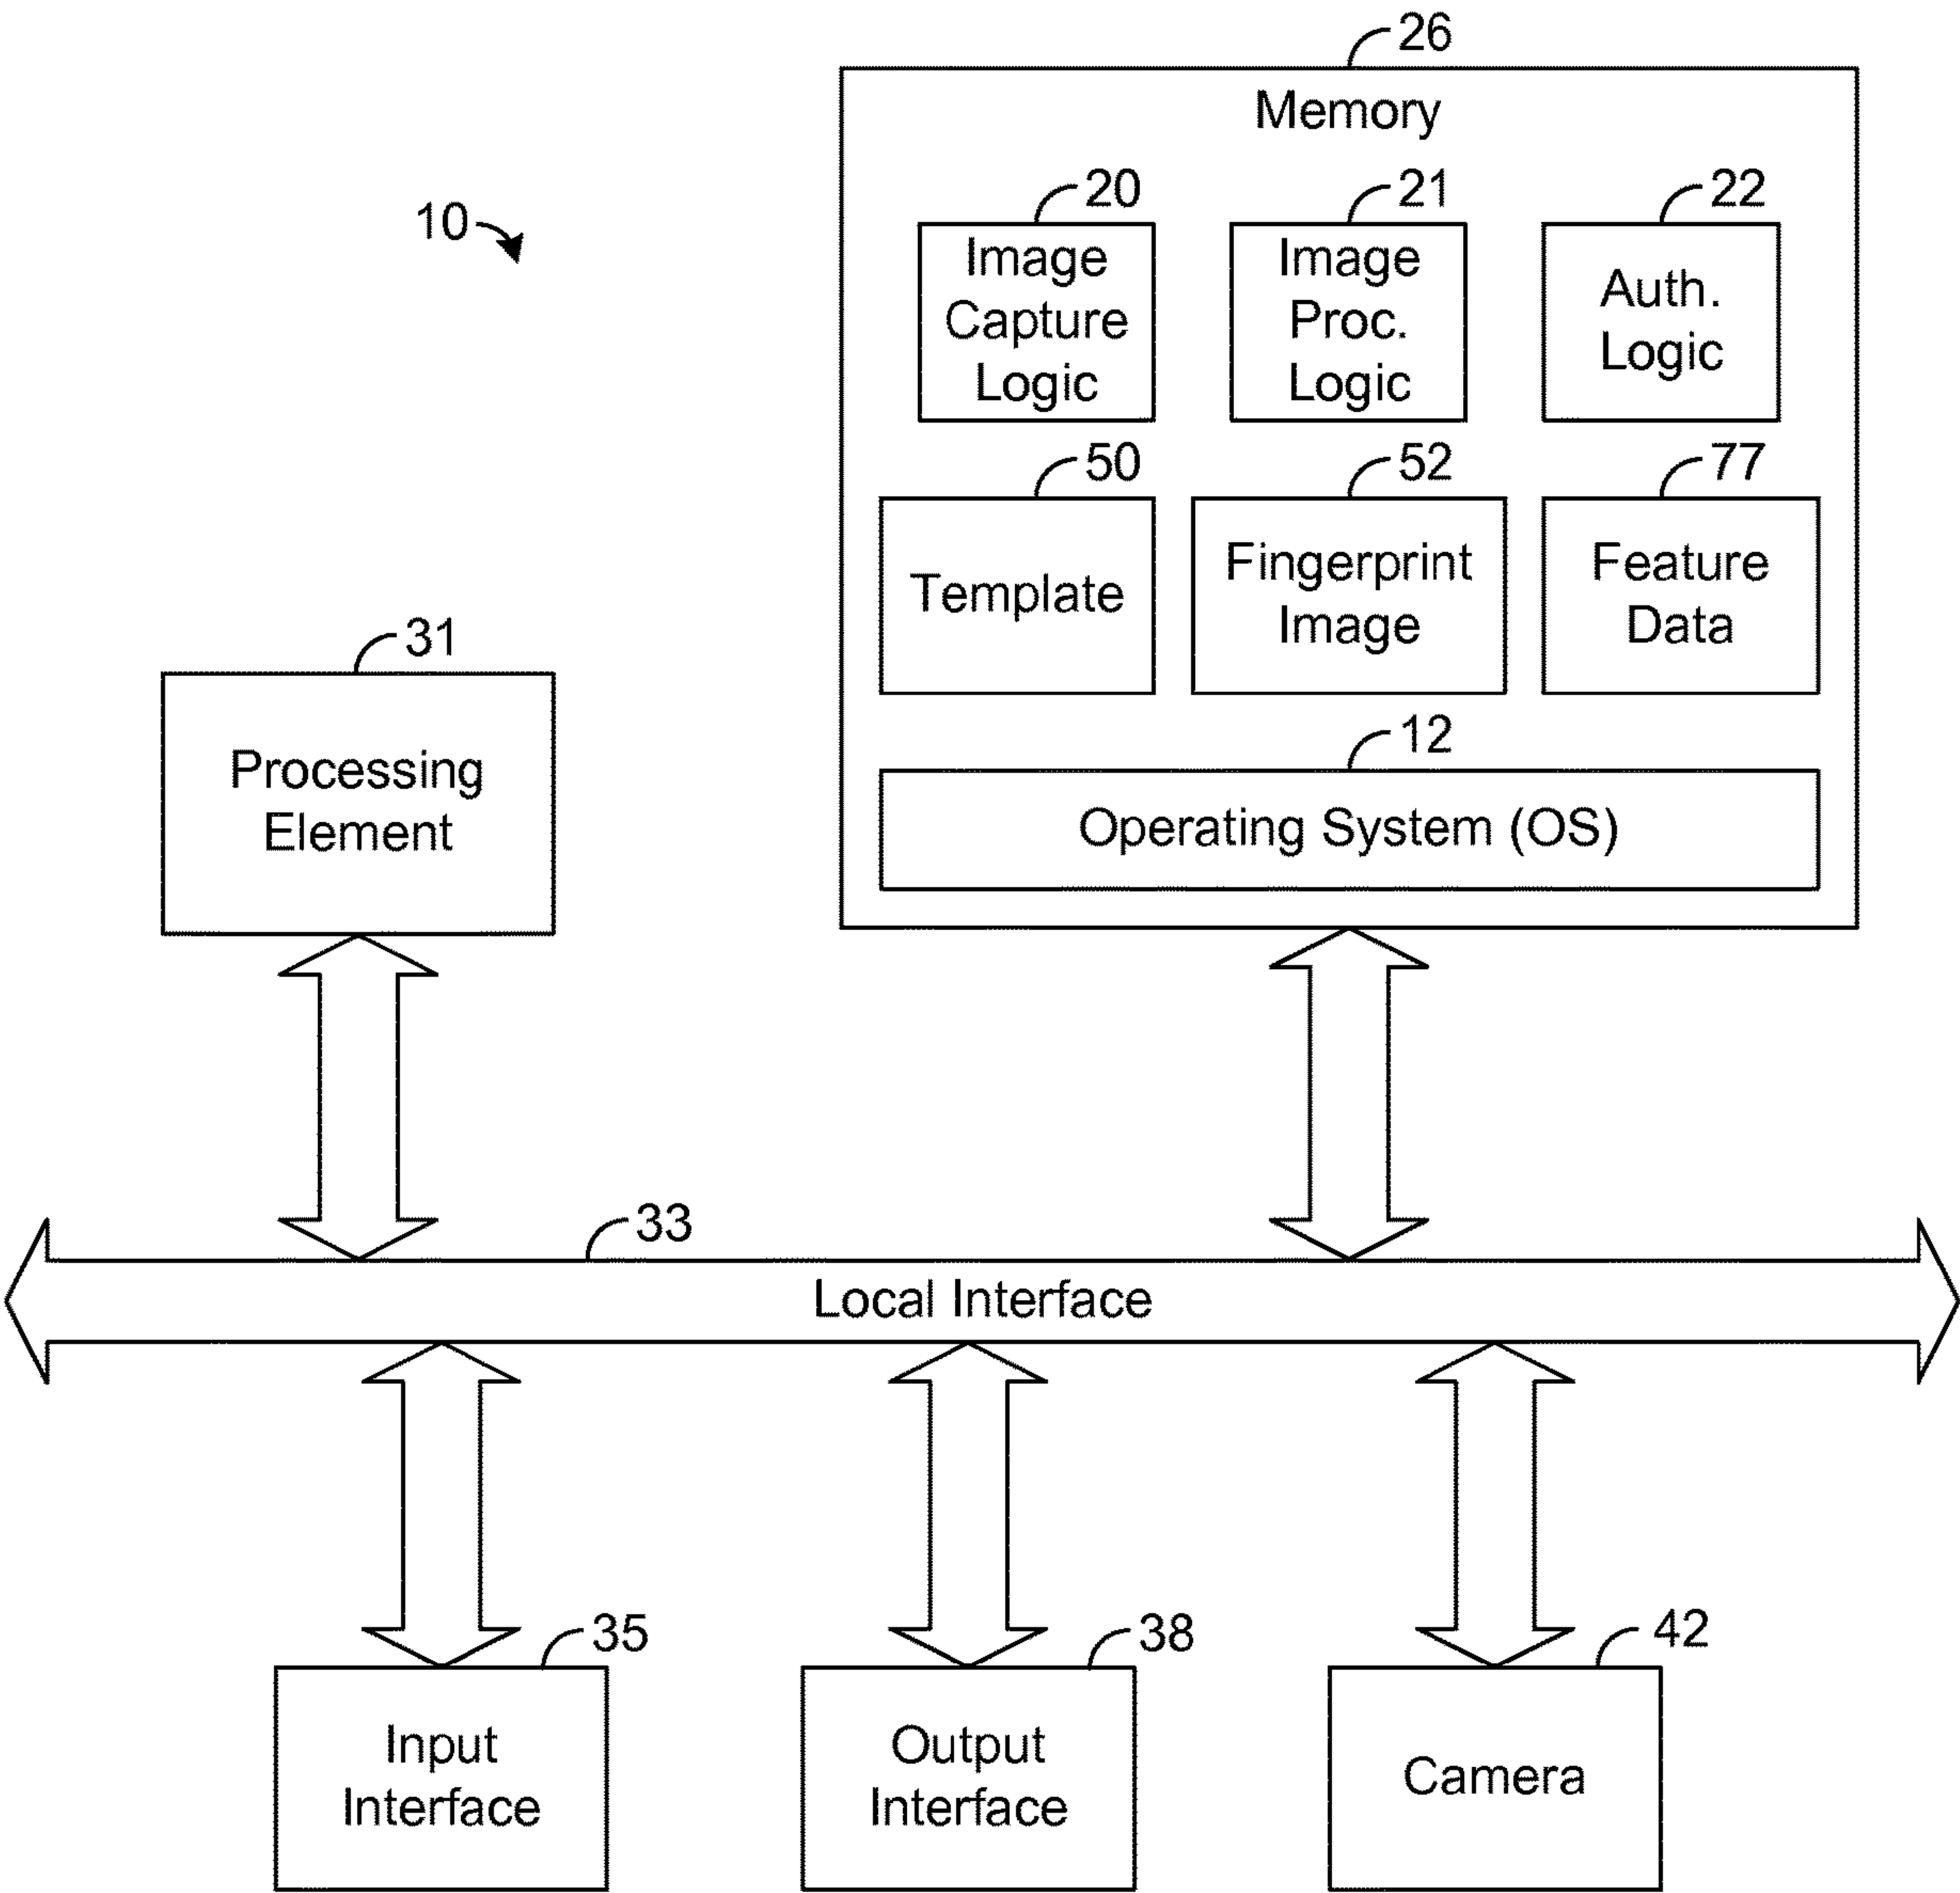 26
Memory
10
20
21
22
Image
Capture
Logic
Image
Proc.
Logic
Auth.
Logic
50
52
77
Template
Fingerprint
Image
Feature
Data
31
Processing
Element
12
Operating System (OS)
33
Local Interface
35
38
42
Input
Interface
Output
Interface
Camera